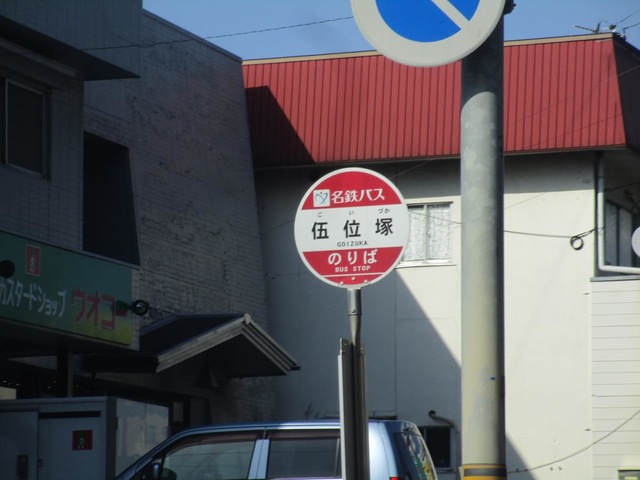 名鉄バス
ご い づか
伍位塚
GOIZUKA
のりば
BUS STOP
カスタードショップ ウオコー